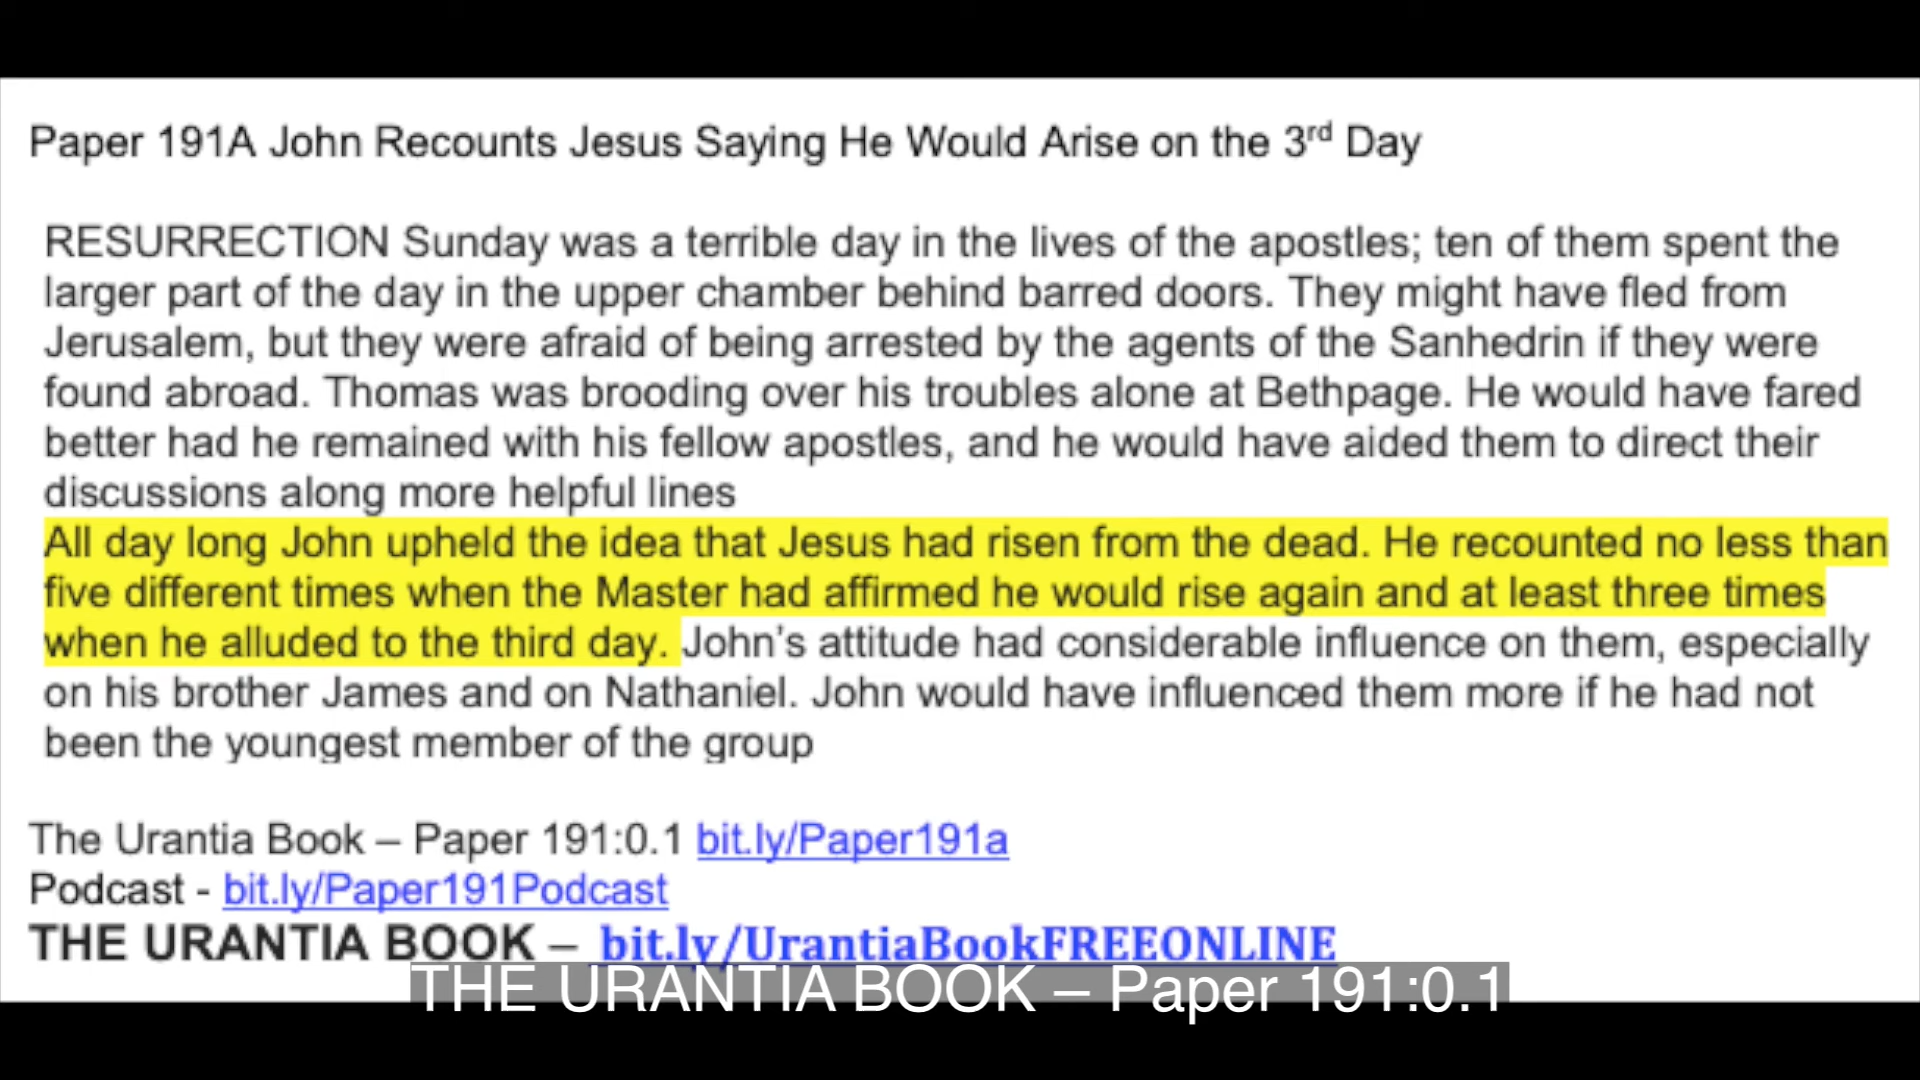 Paper 191A John Recounts Jesus Saying He Would Arise on the 3rd Day
RESURRECTION Sunday was a terrible day in the lives of the apostles; ten of them spent the
larger part of the day in the upper chamber behind barred doors. They might have fled from
Jerusalem, but they were afraid of being arrested by the agents of the Sanhedrin if they were
found abroad. Thomas was brooding over his troubles alone at Bethpage. He would have fared
better had he remained with his fellow apostles, and he would have aided them to direct their
discussions along more helpful lines
All day long John upheld the idea that Jesus had risen from the dead. He recounted no less than
five different times when the Master had affirmed he would rise again and at least three times
when he alluded to the third day. John’s attitude had considerable influence on them, especially
on his brother James and on Nathaniel. John would have influenced them more if he had not
been the youngest member of the group
The Urantia Book – Paper 191:0.1 bit.ly/Paper191a
Podcast - bit.ly/Paper191Podcast
THE URANTIA BOOK – bit.ly/UrantiaBookFREEONLINE
THE URANTIA BOOK – Paper 191:0.1